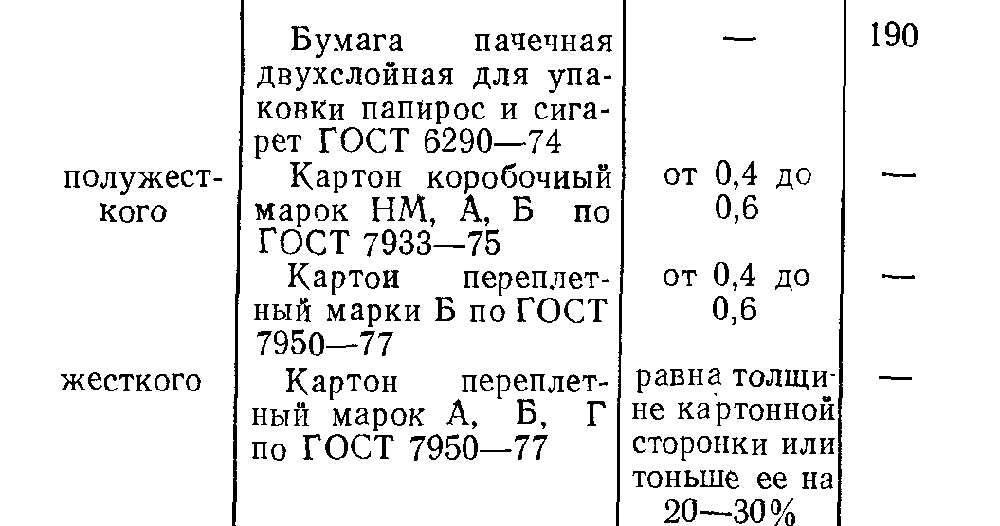 Бумага пачечная — 190
двухслойная для упа-
ковки папирос и сига-
рет ГОСТ 6290—74
полужест- Картон коробочный от 0,4 до —
кого марок НМ, А, Б по 0,6
ГОСТ 7933—75
Картои переплет- от 0,4 до —
ный марки Б по ГОСТ 0,6
7950—77
жесткого Картон переплет- равна толщи- —
ный марок А, Б, Г не картонной
по ГОСТ 7950—77 сторонки или
тоньше ее на
20—30%